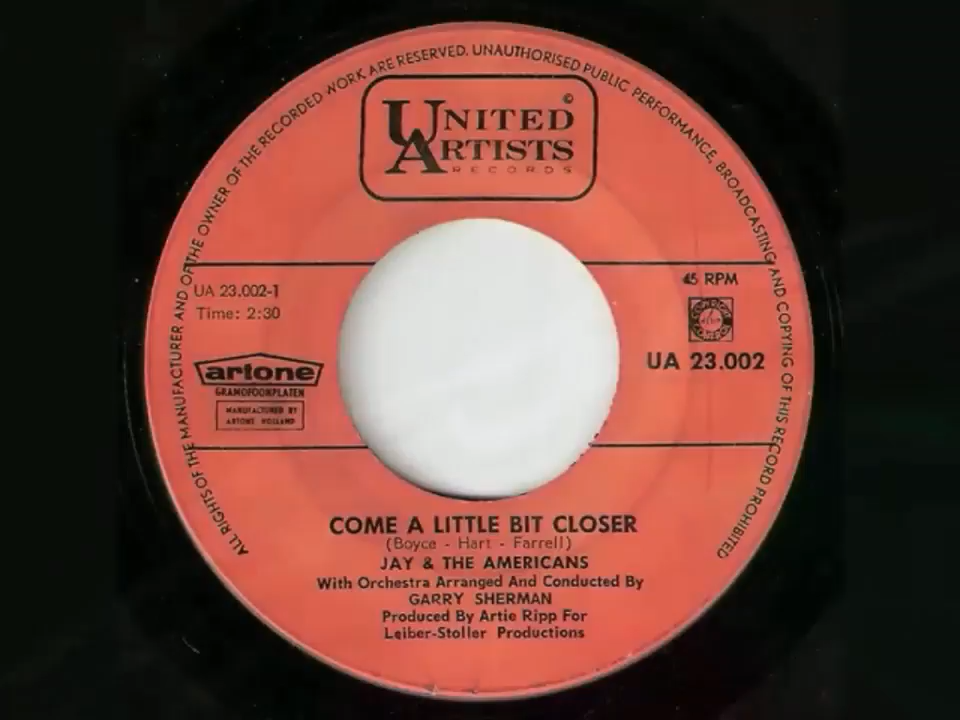 ALL RIGHTS OF THE MANUFACTURER AND OF THE OWNER OF THE RECORDED WORK ARE RESERVED. UNAUTHORISED PUBLIC PERFORMANCE, BROADCASTING AND COPYING OF THIS RECORD PROHIBITED
©
UNITED
ARTISTS
RECORDS
UA 23.002-1
Time: 2:30
45 RPM
UA 23.002
artone
GRAMOFOONPLATEN
MANUFACTURED BY
ARTONE HOLLAND
COME A LITTLE BIT CLOSER
(Boyce - Hart - Farrell)
JAY & THE AMERICANS
With Orchestra Arranged And Conducted By
GARRY SHERMAN
Produced By Artie Ripp For
Leiber-Stoller Productions